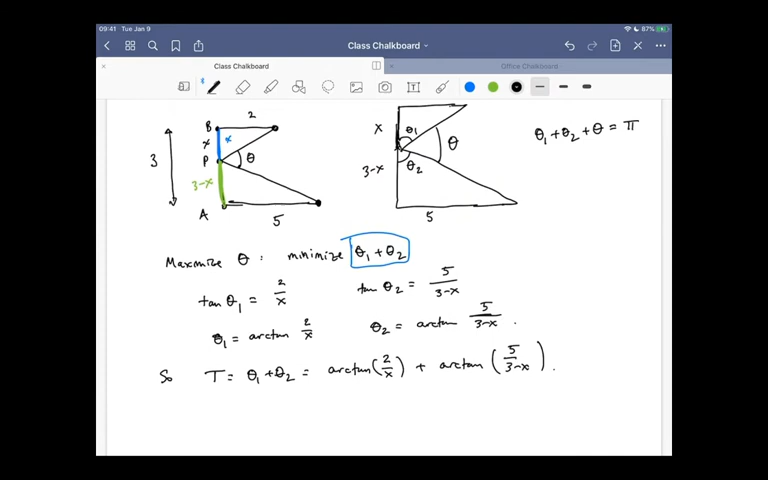 09:41 Tue Jan 9
67%
Class Chalkboard
Class Chalkboard
Office Chalkboard
2
B
x
x
P
θ
3
3-x
A
5
x
θ1
θ
θ2
3-x
5
θ1 + θ2 + θ = π
Maxmize θ : minimize θ1 + θ2
tan θ1 = 2/x tan θ2 = 5/(3-x)
θ1 = arctan 2/x θ2 = arctan 5/(3-x) .
So T = θ1 + θ2 = arctan(2/x) + arctan(5/(3-x)) .